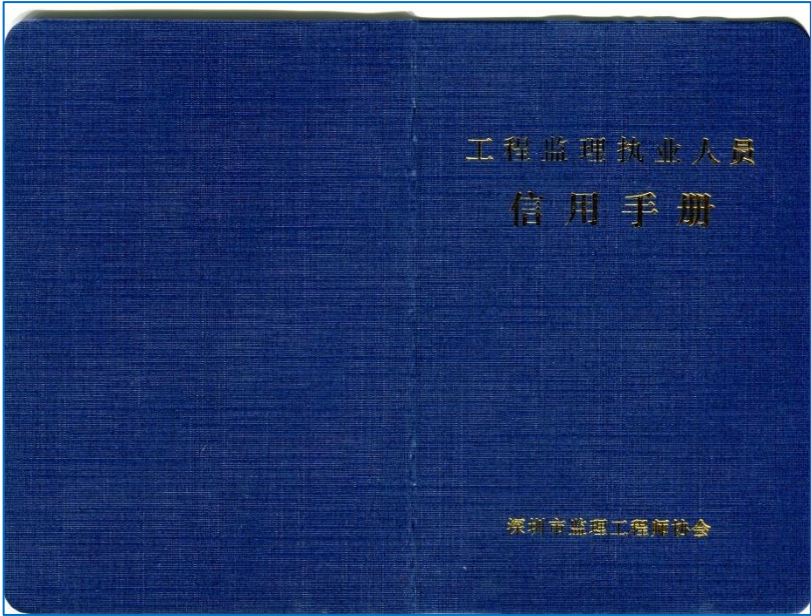 工程监理执业人员
信用手册
深圳市监理工程师协会